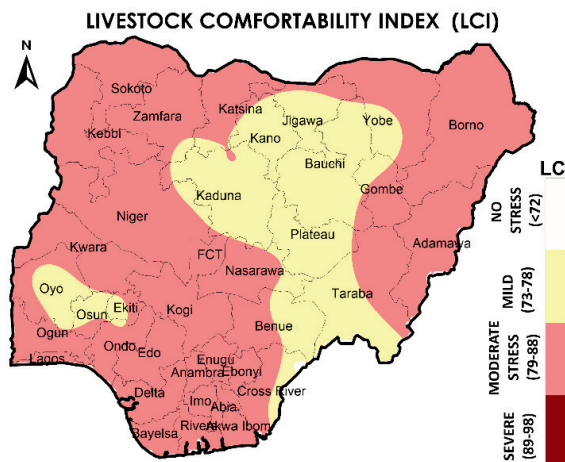 LIVESTOCK COMFORTABILITY INDEX (LCI)
N
Sokoto
Zamfara
Katsina
Jigawa
Yobe
Borno
Kebbi
Kano
Bauchi
Kaduna
Gombe
Niger
Plateau
Adamawa
Kwara
FCT
Nasarawa
Taraba
Oyo
Osun
Ekiti
Kogi
Benue
Ogun
Ondo
Edo
Lagos
Enugu
Anambra
Ebonyi
Delta
Imo
Abia
Cross River
Bayelsa
Rivers
Akwa Ibom
LC
NO
STRESS
(<72)
MILD
(73-78)
MODERATE
STRESS
(79-88)
SEVERE
(89-98)